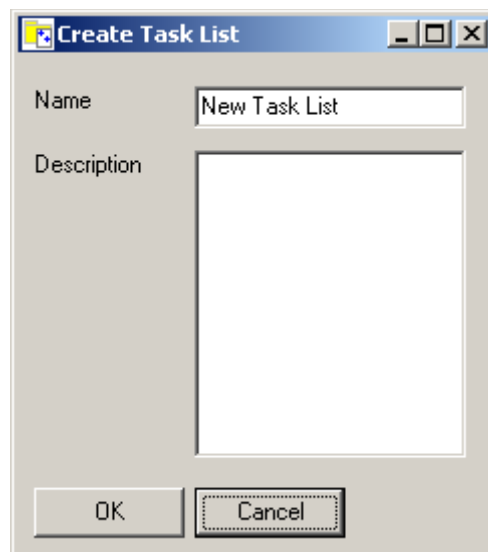 Create Task List
Name
New Task List
Description
OK
Cancel